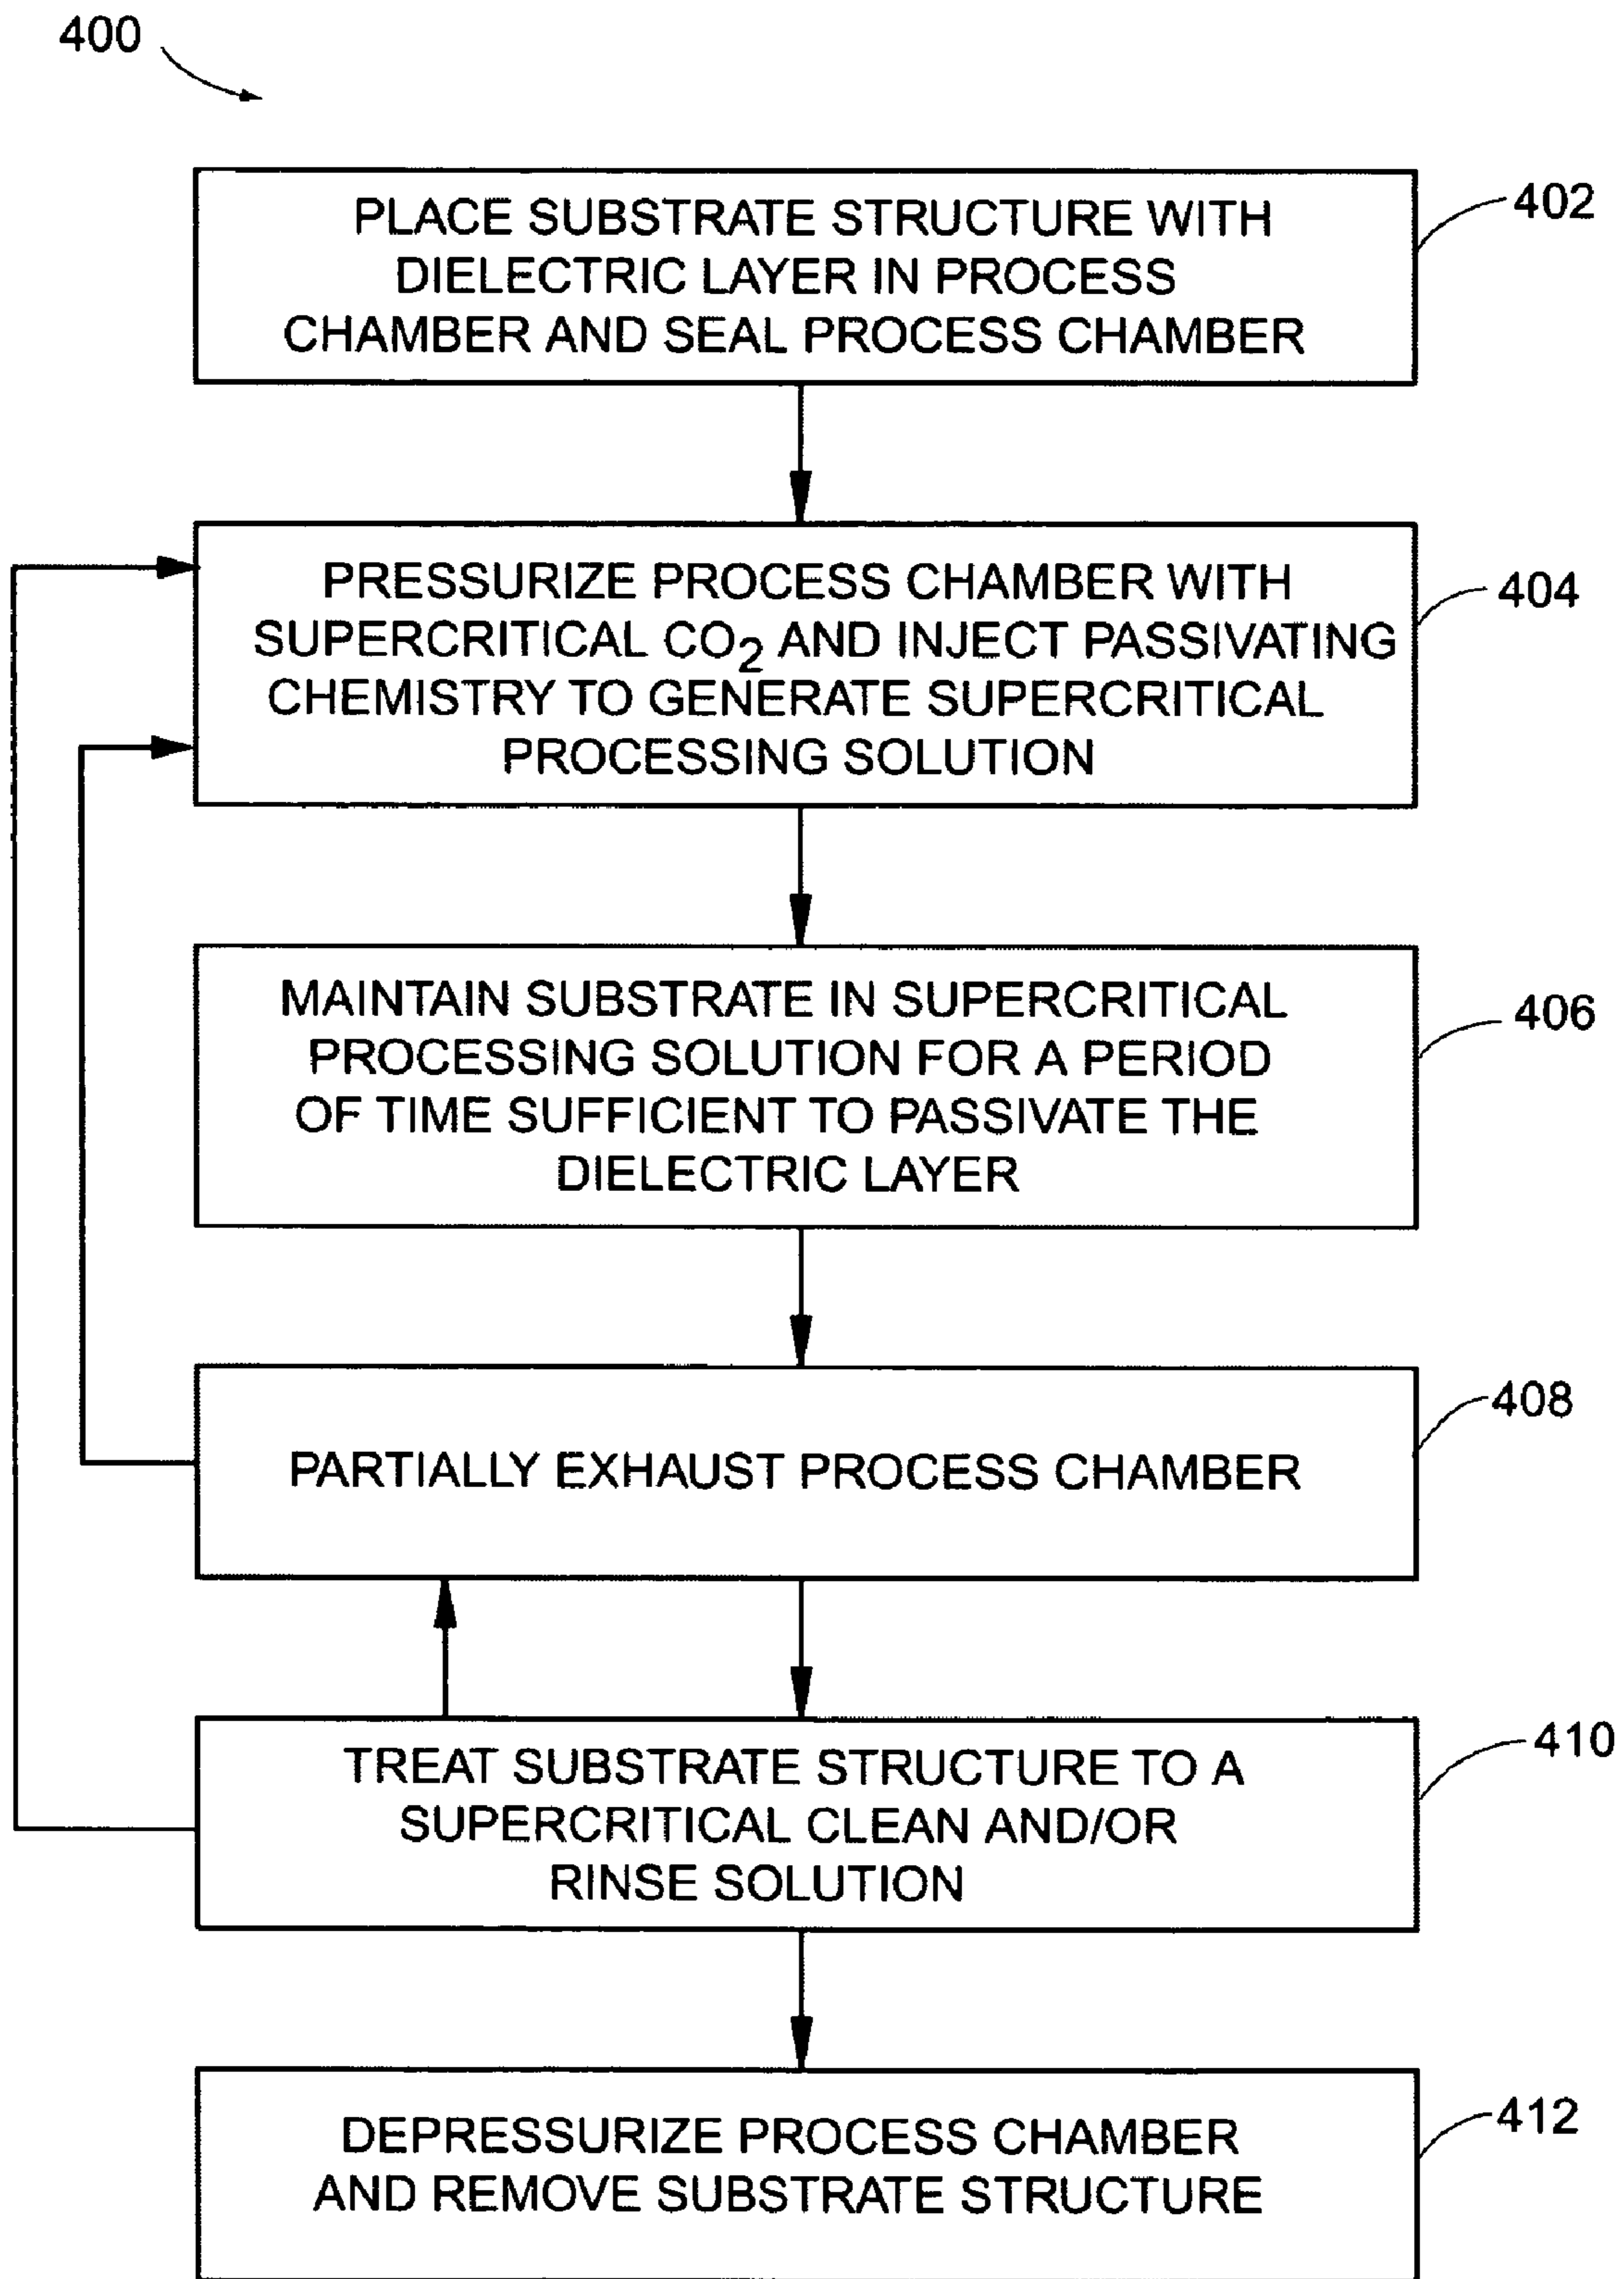 400
PLACE SUBSTRATE STRUCTURE WITH
DIELECTRIC LAYER IN PROCESS
CHAMBER AND SEAL PROCESS CHAMBER
402
PRESSURIZE PROCESS CHAMBER WITH
SUPERCRITICAL CO2 AND INJECT PASSIVATING
CHEMISTRY TO GENERATE SUPERCRITICAL
PROCESSING SOLUTION
404
MAINTAIN SUBSTRATE IN SUPERCRITICAL
PROCESSING SOLUTION FOR A PERIOD
OF TIME SUFFICIENT TO PASSIVATE THE
DIELECTRIC LAYER
406
PARTIALLY EXHAUST PROCESS CHAMBER
408
TREAT SUBSTRATE STRUCTURE TO A
SUPERCRITICAL CLEAN AND/OR
RINSE SOLUTION
410
DEPRESSURIZE PROCESS CHAMBER
AND REMOVE SUBSTRATE STRUCTURE
412